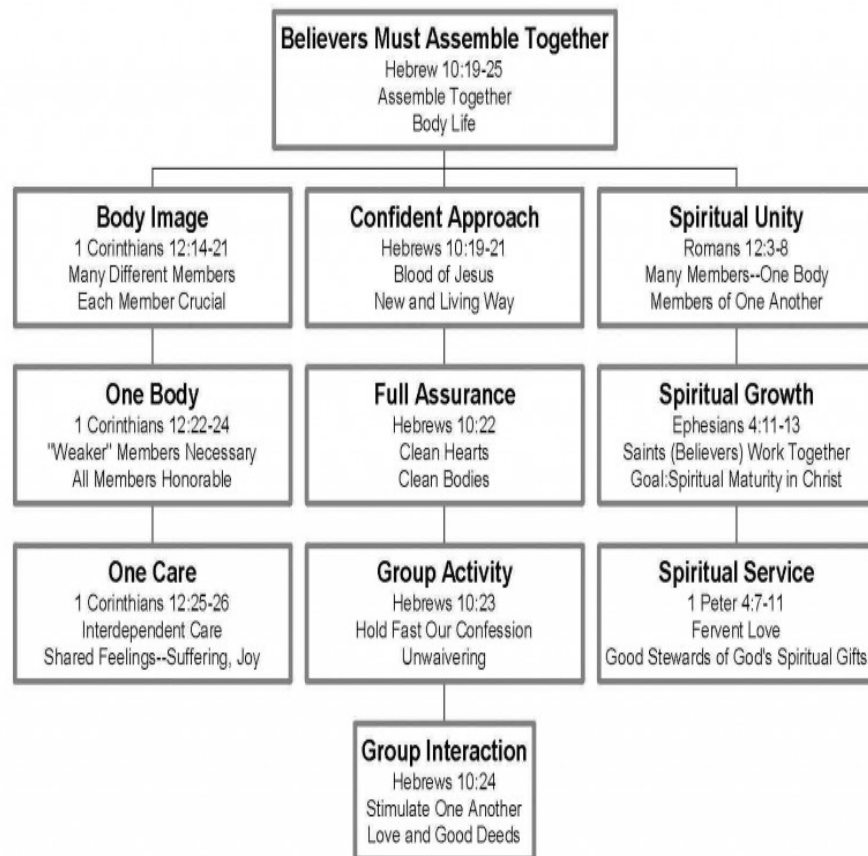 Believers Must Assemble Together
Hebrew 10:19-25
Assemble Together
Body Life
Body Image
1 Corinthians 12:14-21
Many Different Members
Each Member Crucial
Confident Approach
Hebrews 10:19-21
Blood of Jesus
New and Living Way
Spiritual Unity
Romans 12:3-8
Many Members--One Body
Members of One Another
One Body
1 Corinthians 12:22-24
"Weaker" Members Necessary
All Members Honorable
Full Assurance
Hebrews 10:22
Clean Hearts
Clean Bodies
Spiritual Growth
Ephesians 4:11-13
Saints (Believers) Work Together
Goal:Spiritual Maturity in Christ
One Care
1 Corinthians 12:25-26
Interdependent Care
Shared Feelings--Suffering, Joy
Group Activity
Hebrews 10:23
Hold Fast Our Confession
Unwaivering
Spiritual Service
1 Peter 4:7-11
Fervent Love
Good Stewards of God's Spiritual Gifts
Group Interaction
Hebrews 10:24
Stimulate One Another
Love and Good Deeds